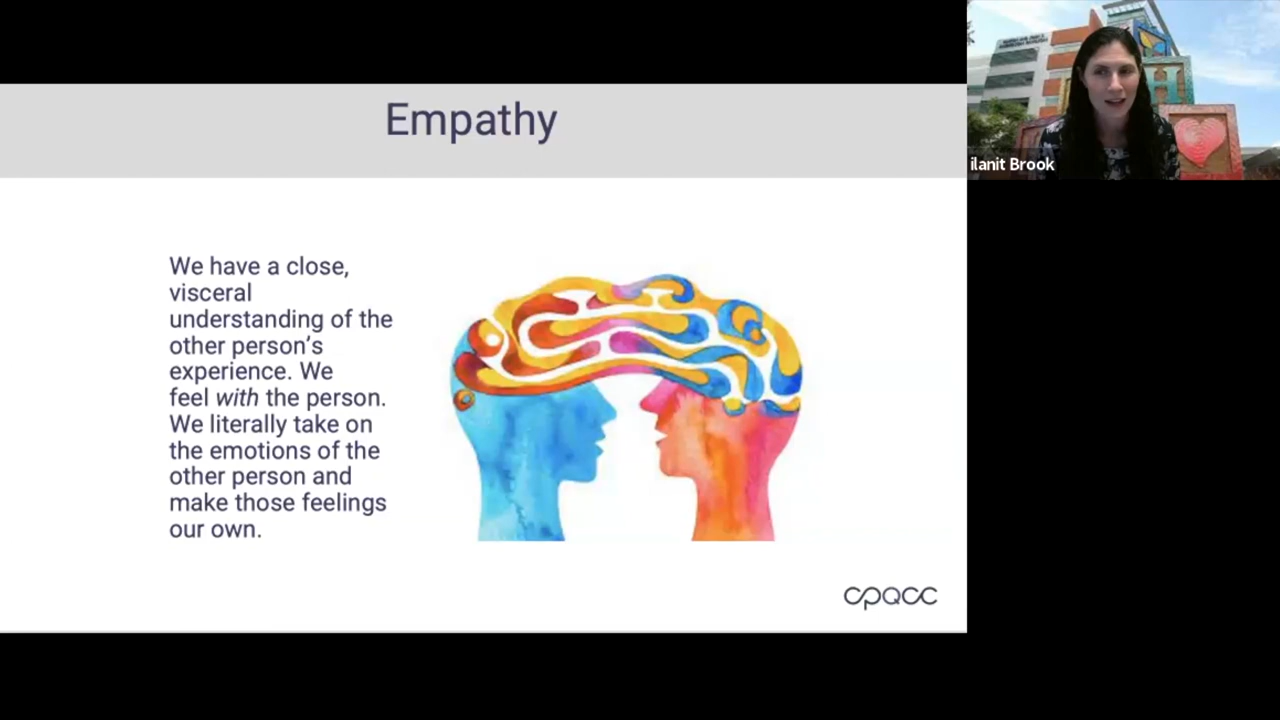 Empathy
We have a close,
visceral
understanding of the
other person's
experience. We
feel with the person.
We literally take on
the emotions of the
other person and
make those feelings
our own.
cpqcc
ilanit Brook
H